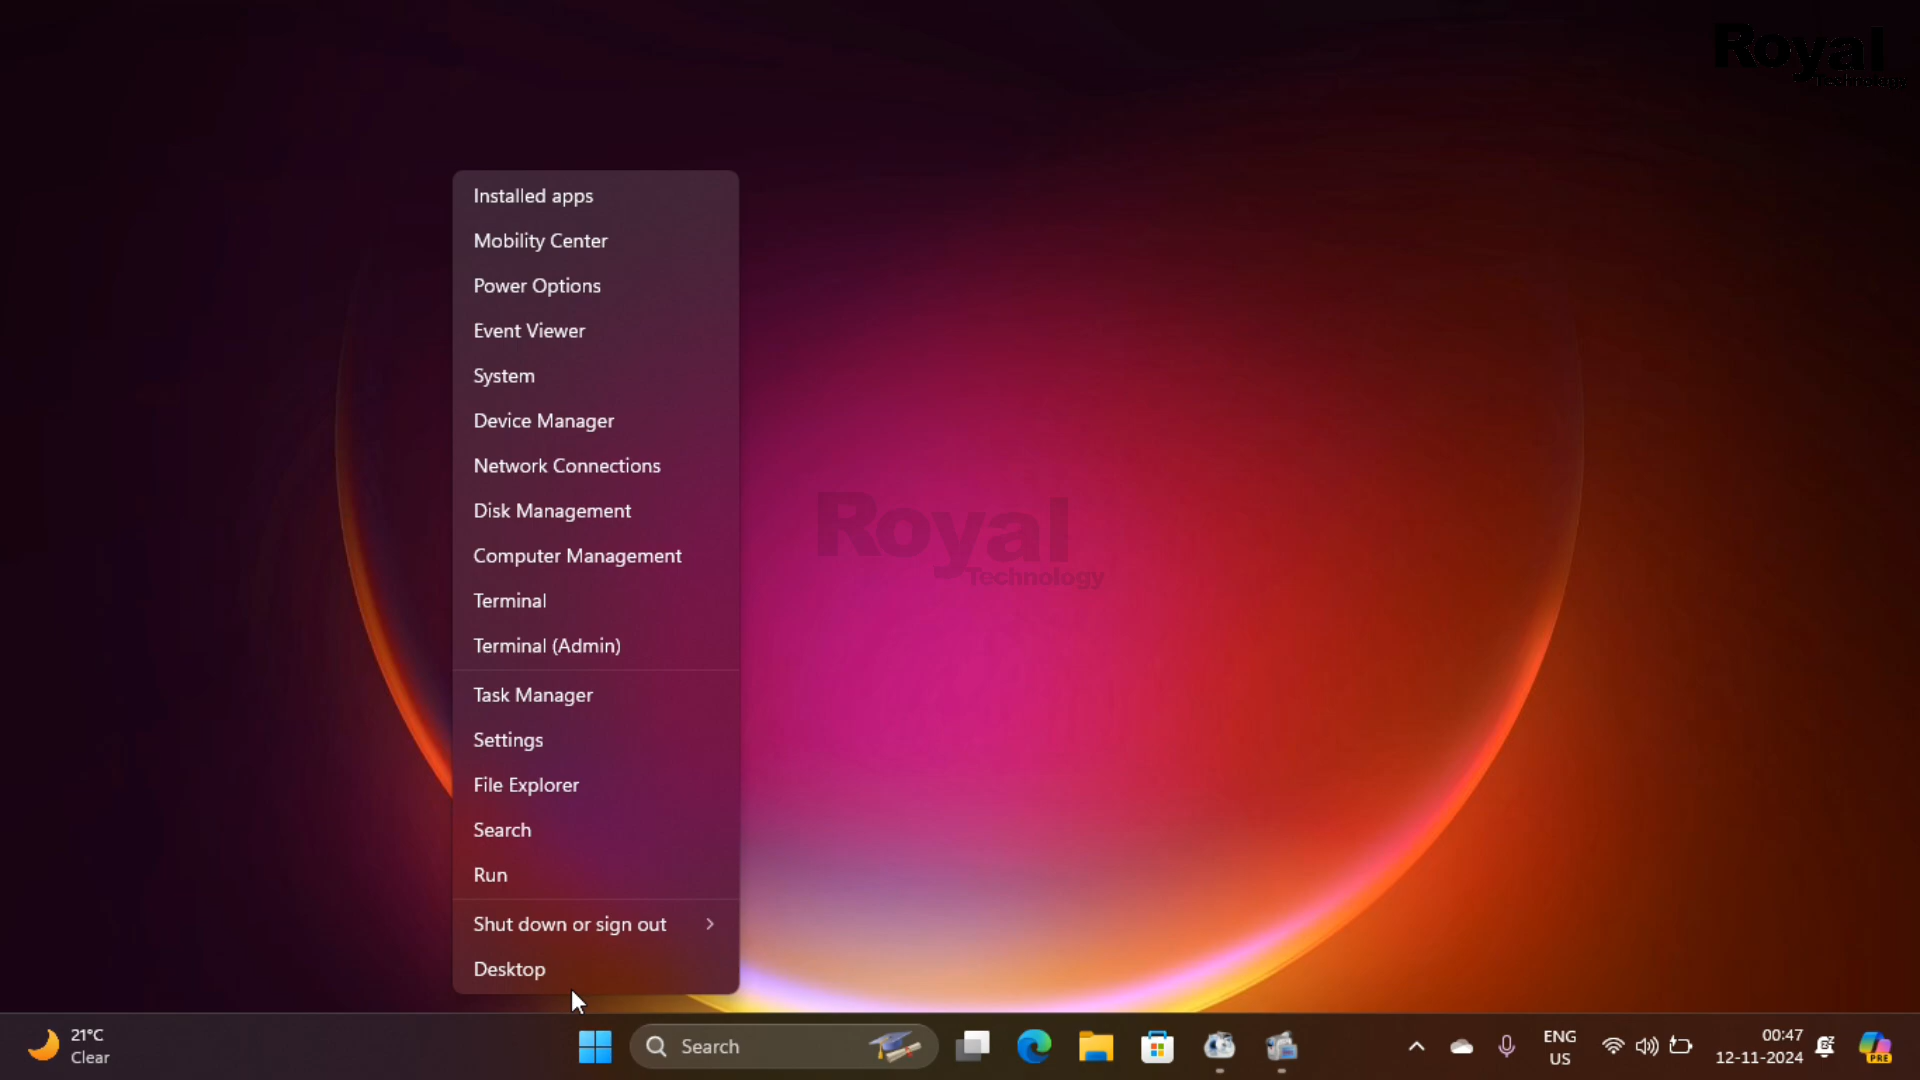 Royal
Technology
Installed apps
Mobility Center
Power Options
Event Viewer
System
Device Manager
Network Connections
Disk Management
Computer Management
Terminal
Terminal (Admin)
Task Manager
Settings
File Explorer
Search
Run
Shut down or sign out
Desktop
Royal
Technology
21°C
Clear
Search
ENG
US
00:47
12-11-2024
PRE